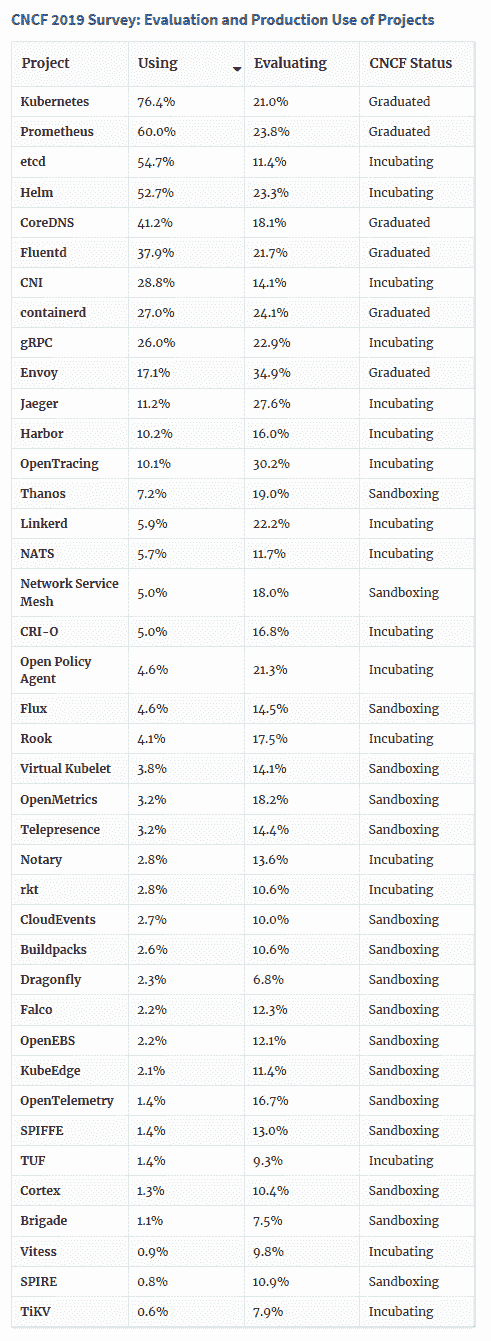 CNCF 2019 Survey: Evaluation and Production Use of Projects
Project Using Evaluating CNCF Status
Kubernetes 76.4% 21.0% Graduated
Prometheus 60.0% 23.8% Graduated
etcd 54.7% 11.4% Incubating
Helm 52.7% 23.3% Incubating
CoreDNS 41.2% 18.1% Graduated
Fluentd 37.9% 21.7% Graduated
CNI 28.8% 14.1% Incubating
containerd 27.0% 24.1% Graduated
gRPC 26.0% 22.9% Incubating
Envoy 17.1% 34.9% Graduated
Jaeger 11.2% 27.6% Incubating
Harbor 10.2% 16.0% Incubating
OpenTracing 10.1% 30.2% Incubating
Thanos 7.2% 19.0% Sandboxing
Linkerd 5.9% 22.2% Incubating
NATS 5.7% 11.7% Incubating
Network Service
Mesh 5.0% 18.0% Sandboxing
CRI-O 5.0% 16.8% Incubating
Open Policy
Agent 4.6% 21.3% Incubating
Flux 4.6% 14.5% Sandboxing
Rook 4.1% 17.5% Incubating
Virtual Kubelet 3.8% 14.1% Sandboxing
OpenMetrics 3.2% 18.2% Sandboxing
Telepresence 3.2% 14.4% Sandboxing
Notary 2.8% 13.6% Incubating
rkt 2.8% 10.6% Incubating
CloudEvents 2.7% 10.0% Sandboxing
Buildpacks 2.6% 10.6% Sandboxing
Dragonfly 2.3% 6.8% Sandboxing
Falco 2.2% 12.3% Sandboxing
OpenEBS 2.2% 12.1% Sandboxing
KubeEdge 2.1% 11.4% Sandboxing
OpenTelemetry 1.4% 16.7% Sandboxing
SPIFFE 1.4% 13.0% Sandboxing
TUF 1.4% 9.3% Incubating
Cortex 1.3% 10.4% Sandboxing
Brigade 1.1% 7.5% Sandboxing
Vitess 0.9% 9.8% Incubating
SPIRE 0.8% 10.9% Sandboxing
TiKV 0.6% 7.9% Incubating